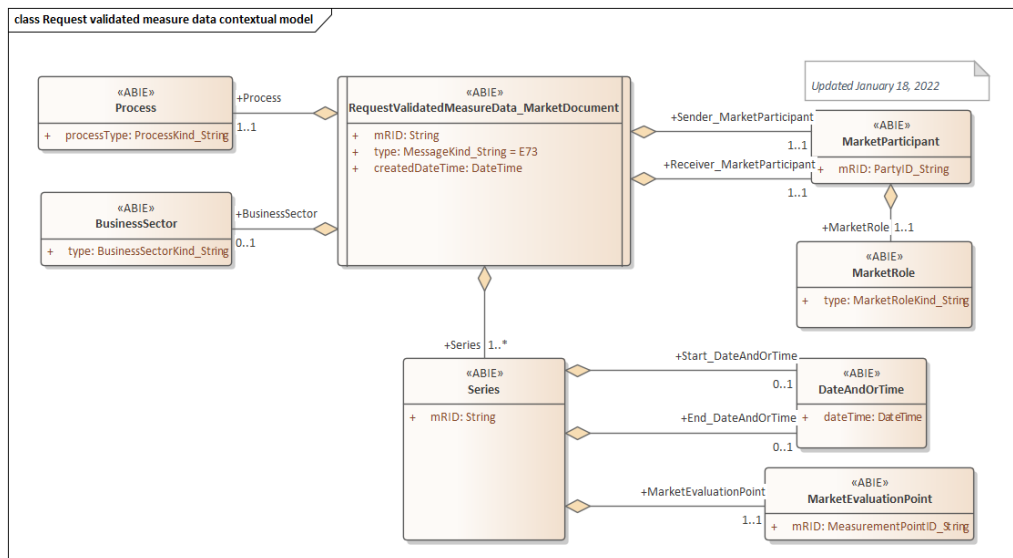 class Request validated measure data contextual model
Updated January 18, 2022
«ABIE»
Process
+ processType: ProcessKind_String
+Process
1..1
«ABIE»
RequestValidatedMeasureData_MarketDocument
+ mRID: String
+ type: MessageKind_String = E73
+ createdDateTime: DateTime
+Sender_MarketParticipant
1..1
+Receiver_MarketParticipant
1..1
«ABIE»
MarketParticipant
+ mRID: PartyID_String
«ABIE»
BusinessSector
+ type: BusinessSectorKind_String
+BusinessSector
0..1
+MarketRole 1..1
«ABIE»
MarketRole
+ type: MarketRoleKind_String
+Series 1..*
«ABIE»
Series
+ mRID: String
+Start_DateAndOrTime
0..1
+End_DateAndOrTime
0..1
«ABIE»
DateAndOrTime
+ dateTime: DateTime
+MarketEvaluationPoint
1..1
«ABIE»
MarketEvaluationPoint
+ mRID: MeasurementPointID_String